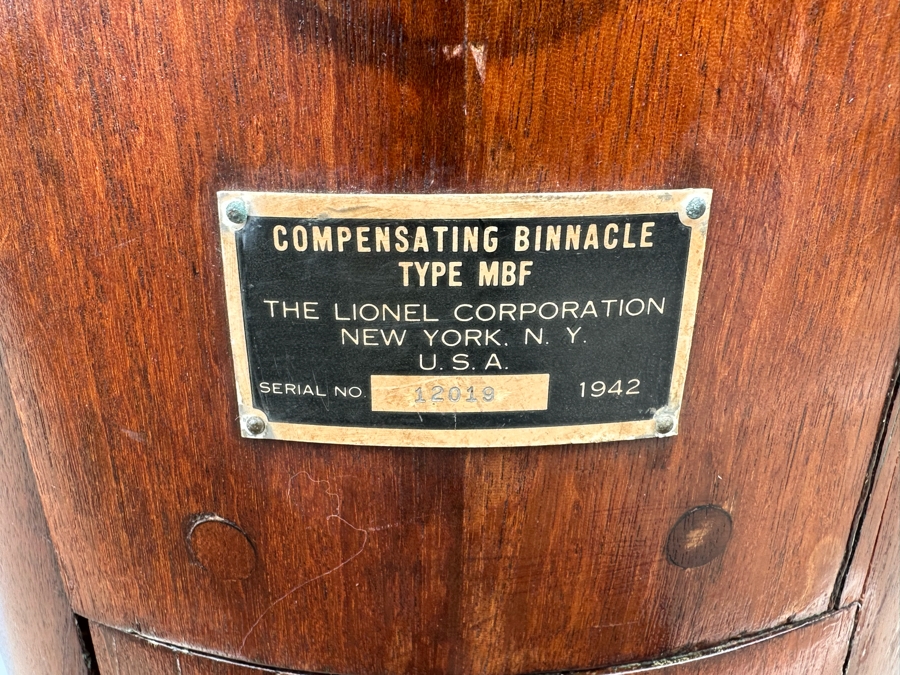 COMPENSATING BINNACLE
TYPE MBF
THE LIONEL CORPORATION
NEW YORK, N. Y.
U. S. A.
SERIAL NO. 12019 1942